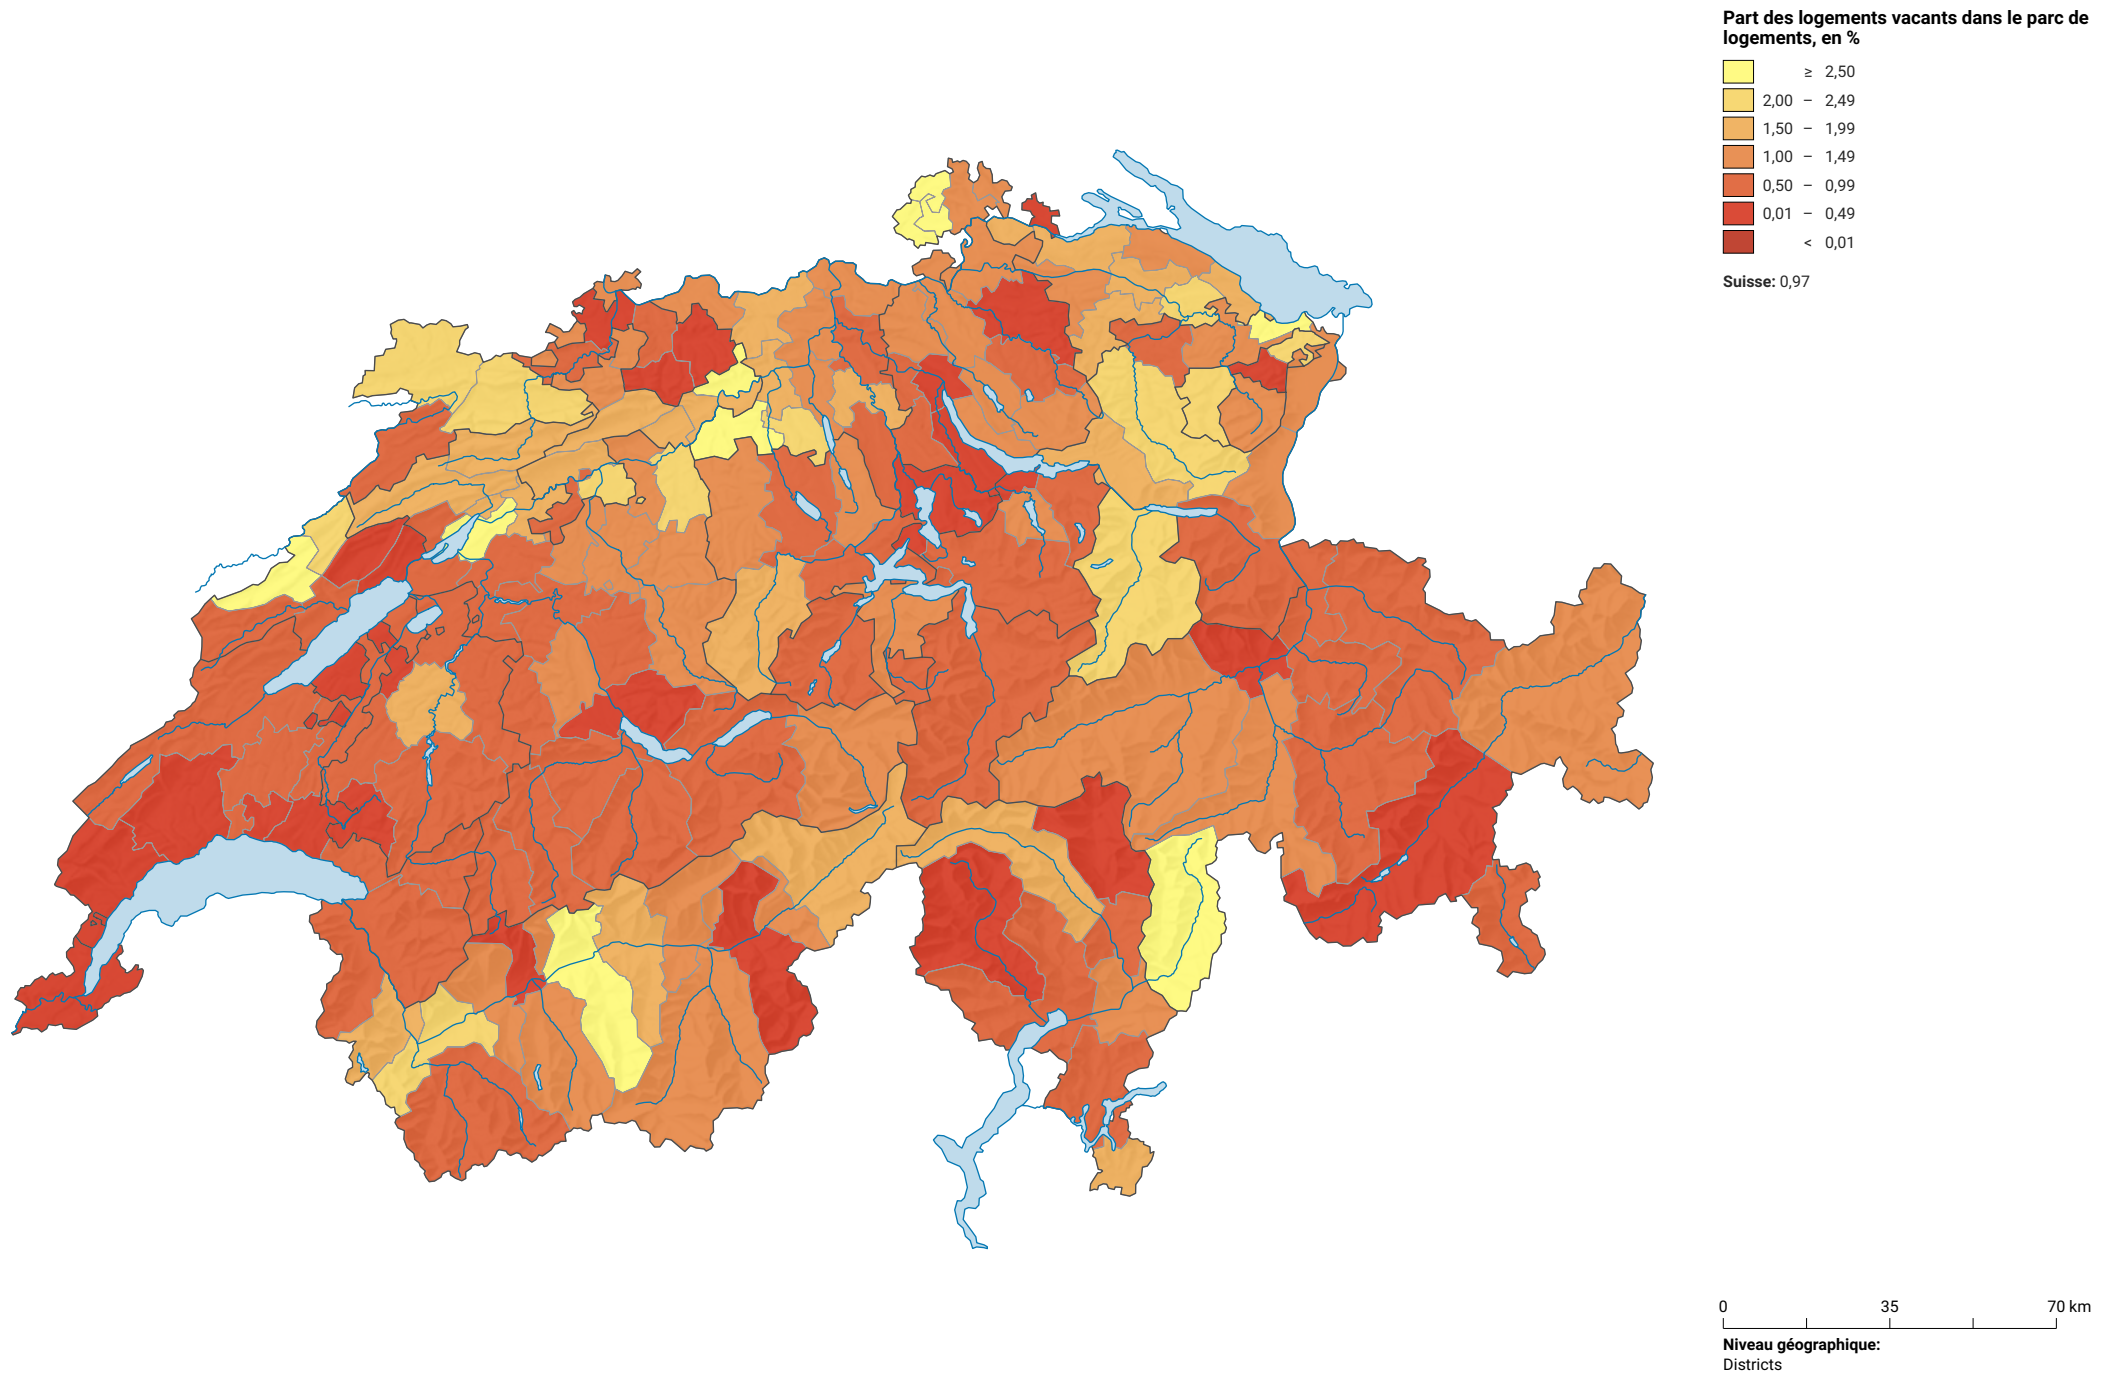 Part des logements vacants dans le parc de
logements, en %
≥ 2,50
2,00 – 2,49
1,50 – 1,99
1,00 – 1,49
0,50 – 0,99
0,01 – 0,49
< 0,01
Suisse: 0,97
0 35 70 km
Niveau géographique:
Districts